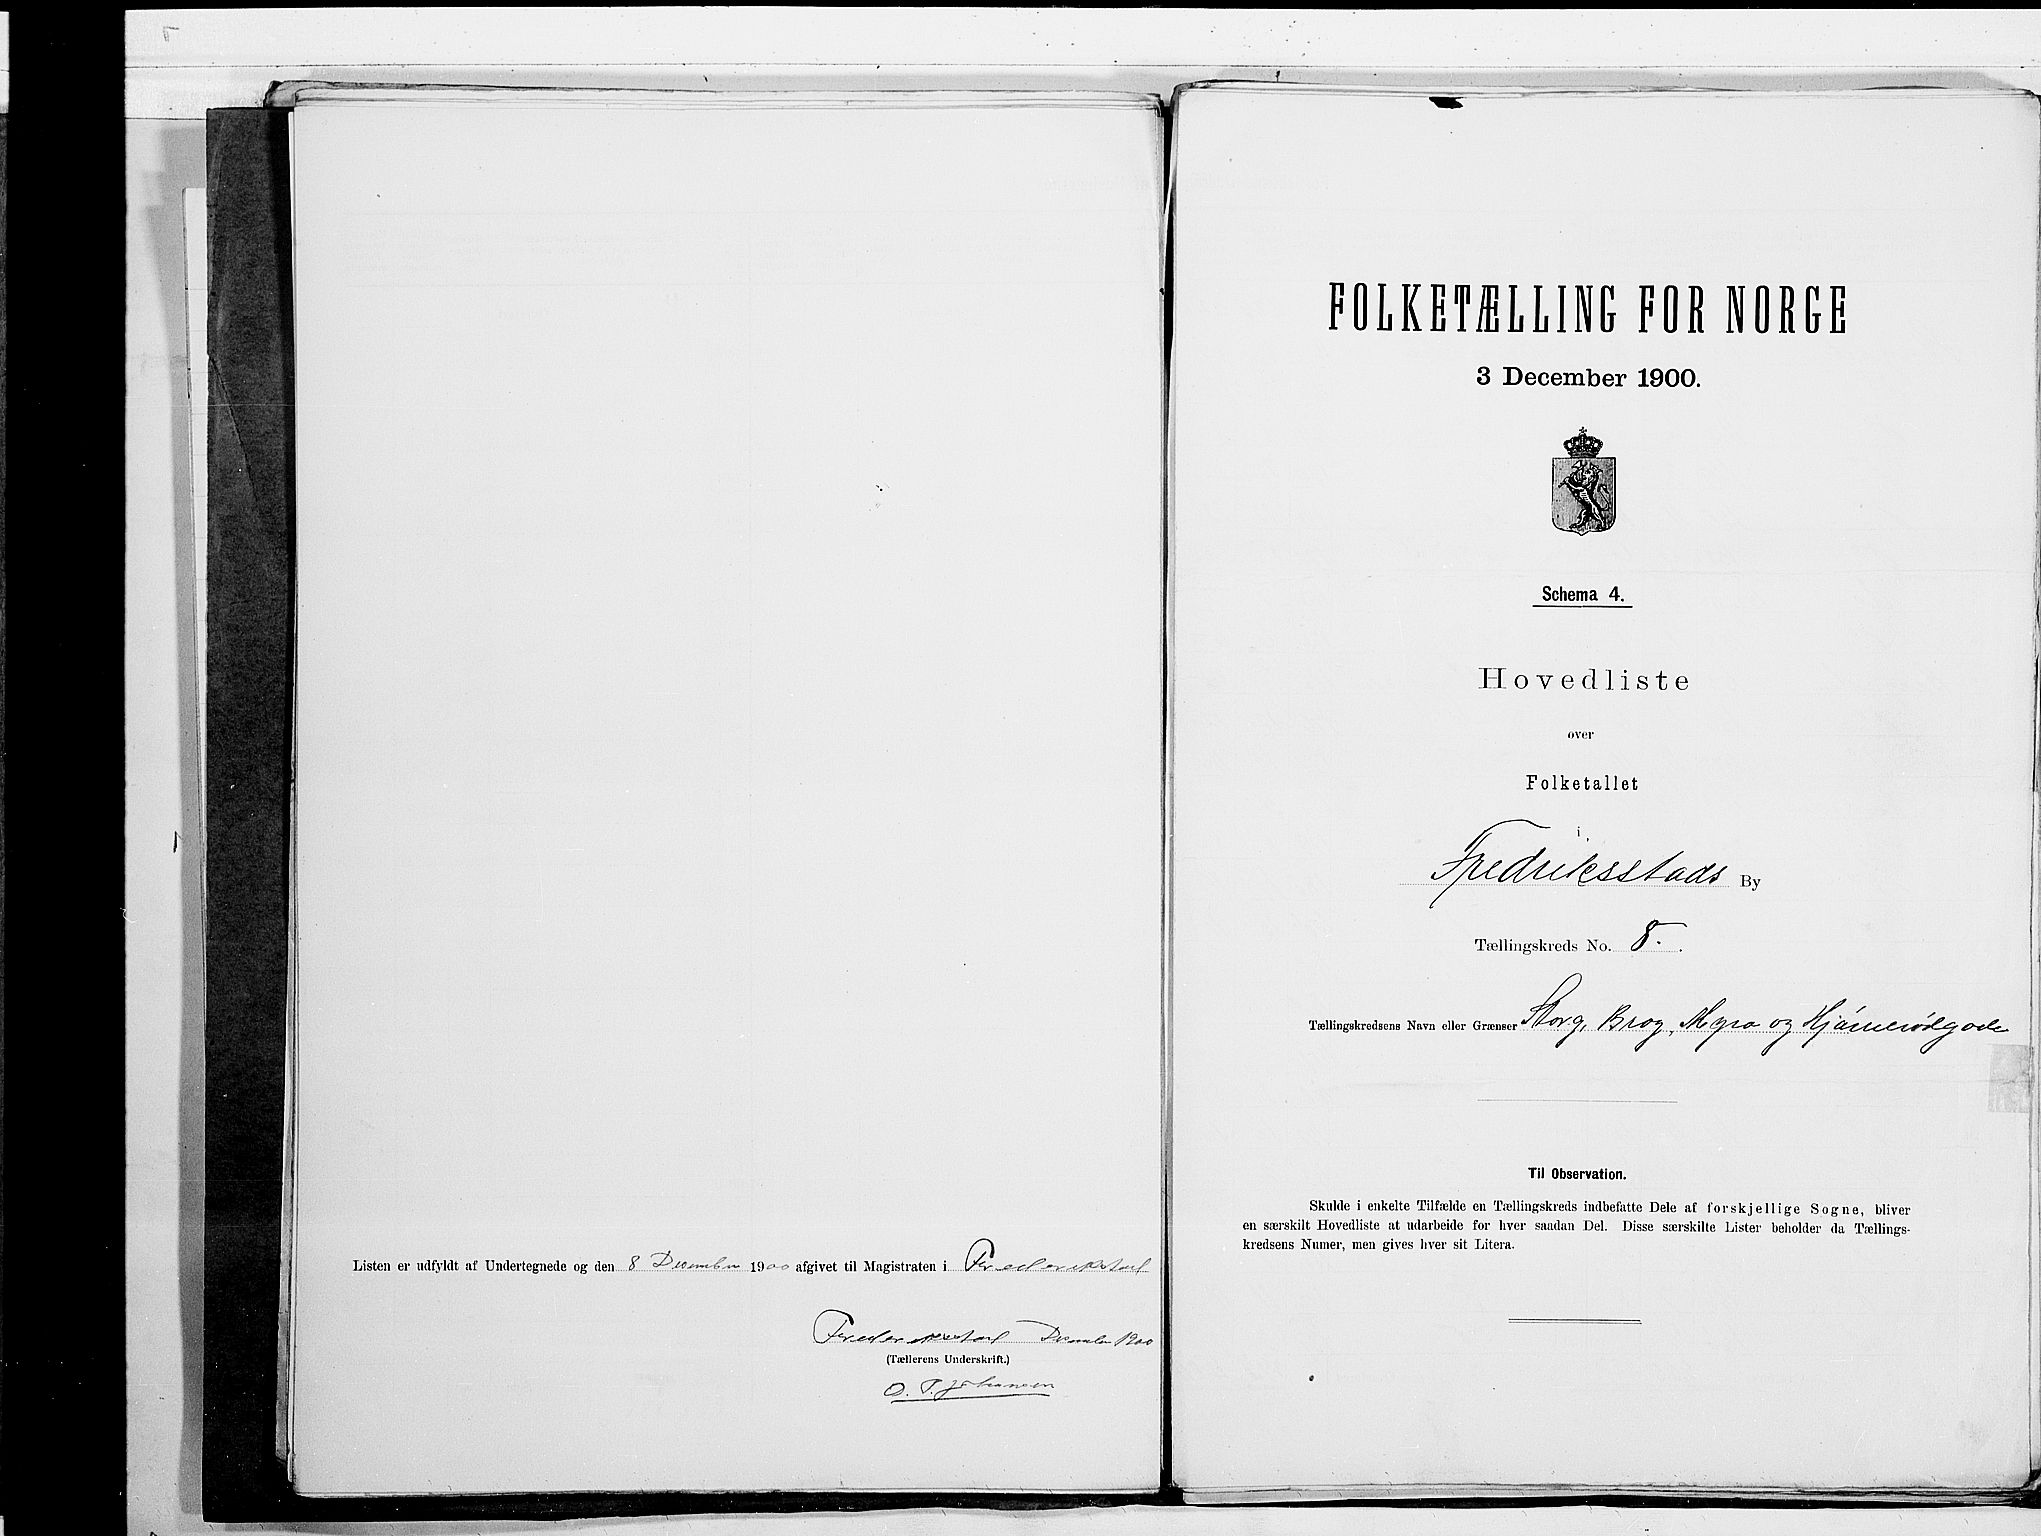 Listen er udfyldt af Undertegnede og den 8 December 1900 afgivet til Magistraten i Frederikstad
Frederikstad December 1900
(Tællerens Underskrift.)
O. P. Johansen
FOLKETÆLLING FOR NORGE
3 December 1900.
Schema 4.
Hovedliste
over
Folketallet
i
Fredriksstads By
Tællingskreds No. 8.
Tællingskredsens Navn eller Grænser Storg, Brog, Myra og
Til Observation.
Skulde i enkelte Tilfælde en Tællingskreds indbefatte Dele af forskjellige Sogne, bliver
en særskilt Hovedliste at udarbeide for hver saadan Del. Disse særskilte Lister beholder da Tællings-
kredsens Numer, men gives hver sit Litera.